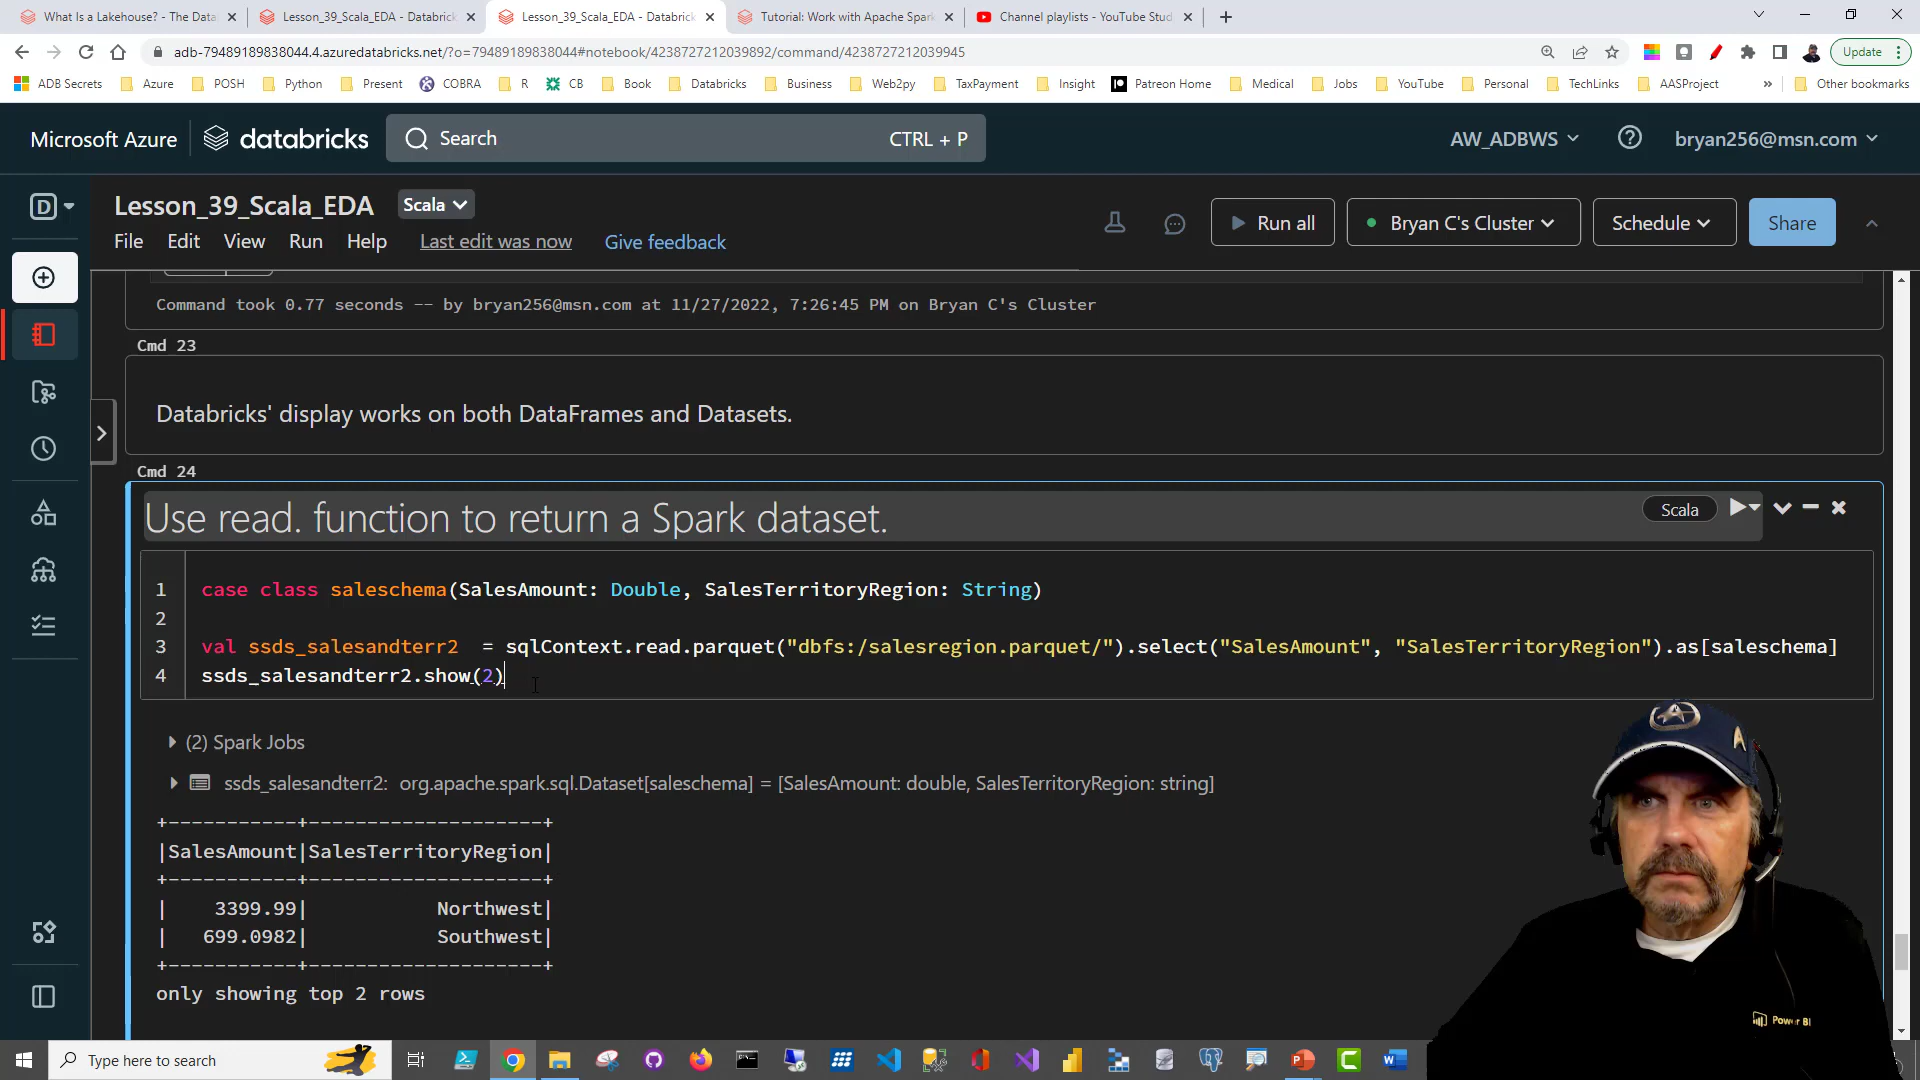 What Is a Lakehouse? - The Data
Lesson_39_Scala_EDA - Databrick
Lesson_39_Scala_EDA - Databrick
Tutorial: Work with Apache Spark
Channel playlists - YouTube Stud
adb-79489189838044.4.azuredatabricks.net/?o=79489189838044#notebook/4238727212039892/command/4238727212039945
Update
ADB Secrets
Azure
POSH
Python
Present
COBRA
R
CB
Book
Databricks
Business
Web2py
TaxPayment
Insight
Patreon Home
Medical
Jobs
YouTube
Personal
TechLinks
AASProject
»
Other bookmarks
Microsoft Azure
databricks
Search
CTRL + P
AW_ADBWS
bryan256@msn.com
D
Lesson_39_Scala_EDA
Scala
File
Edit
View
Run
Help
Last edit was now
Give feedback
Run all
Bryan C's Cluster
Schedule
Share
Command took 0.77 seconds -- by bryan256@msn.com at 11/27/2022, 7:26:45 PM on Bryan C's Cluster
Cmd 23
Databricks' display works on both DataFrames and Datasets.
Cmd 24
Use read. function to return a Spark dataset.
Scala
1 case class saleschema(SalesAmount: Double, SalesTerritoryRegion: String)
2
3 val ssds_salesandterr2  = sqlContext.read.parquet("dbfs:/salesregion.parquet/").select("SalesAmount", "SalesTerritoryRegion").as[saleschema]
4 ssds_salesandterr2.show(2)
(2) Spark Jobs
ssds_salesandterr2: org.apache.spark.sql.Dataset[saleschema] = [SalesAmount: double, SalesTerritoryRegion: string]
+-----------+--------------------+
|SalesAmount|SalesTerritoryRegion|
+-----------+--------------------+
|    3399.99|           Northwest|
|   699.0982|           Southwest|
+-----------+--------------------+
only showing top 2 rows
Power BI
Type here to search